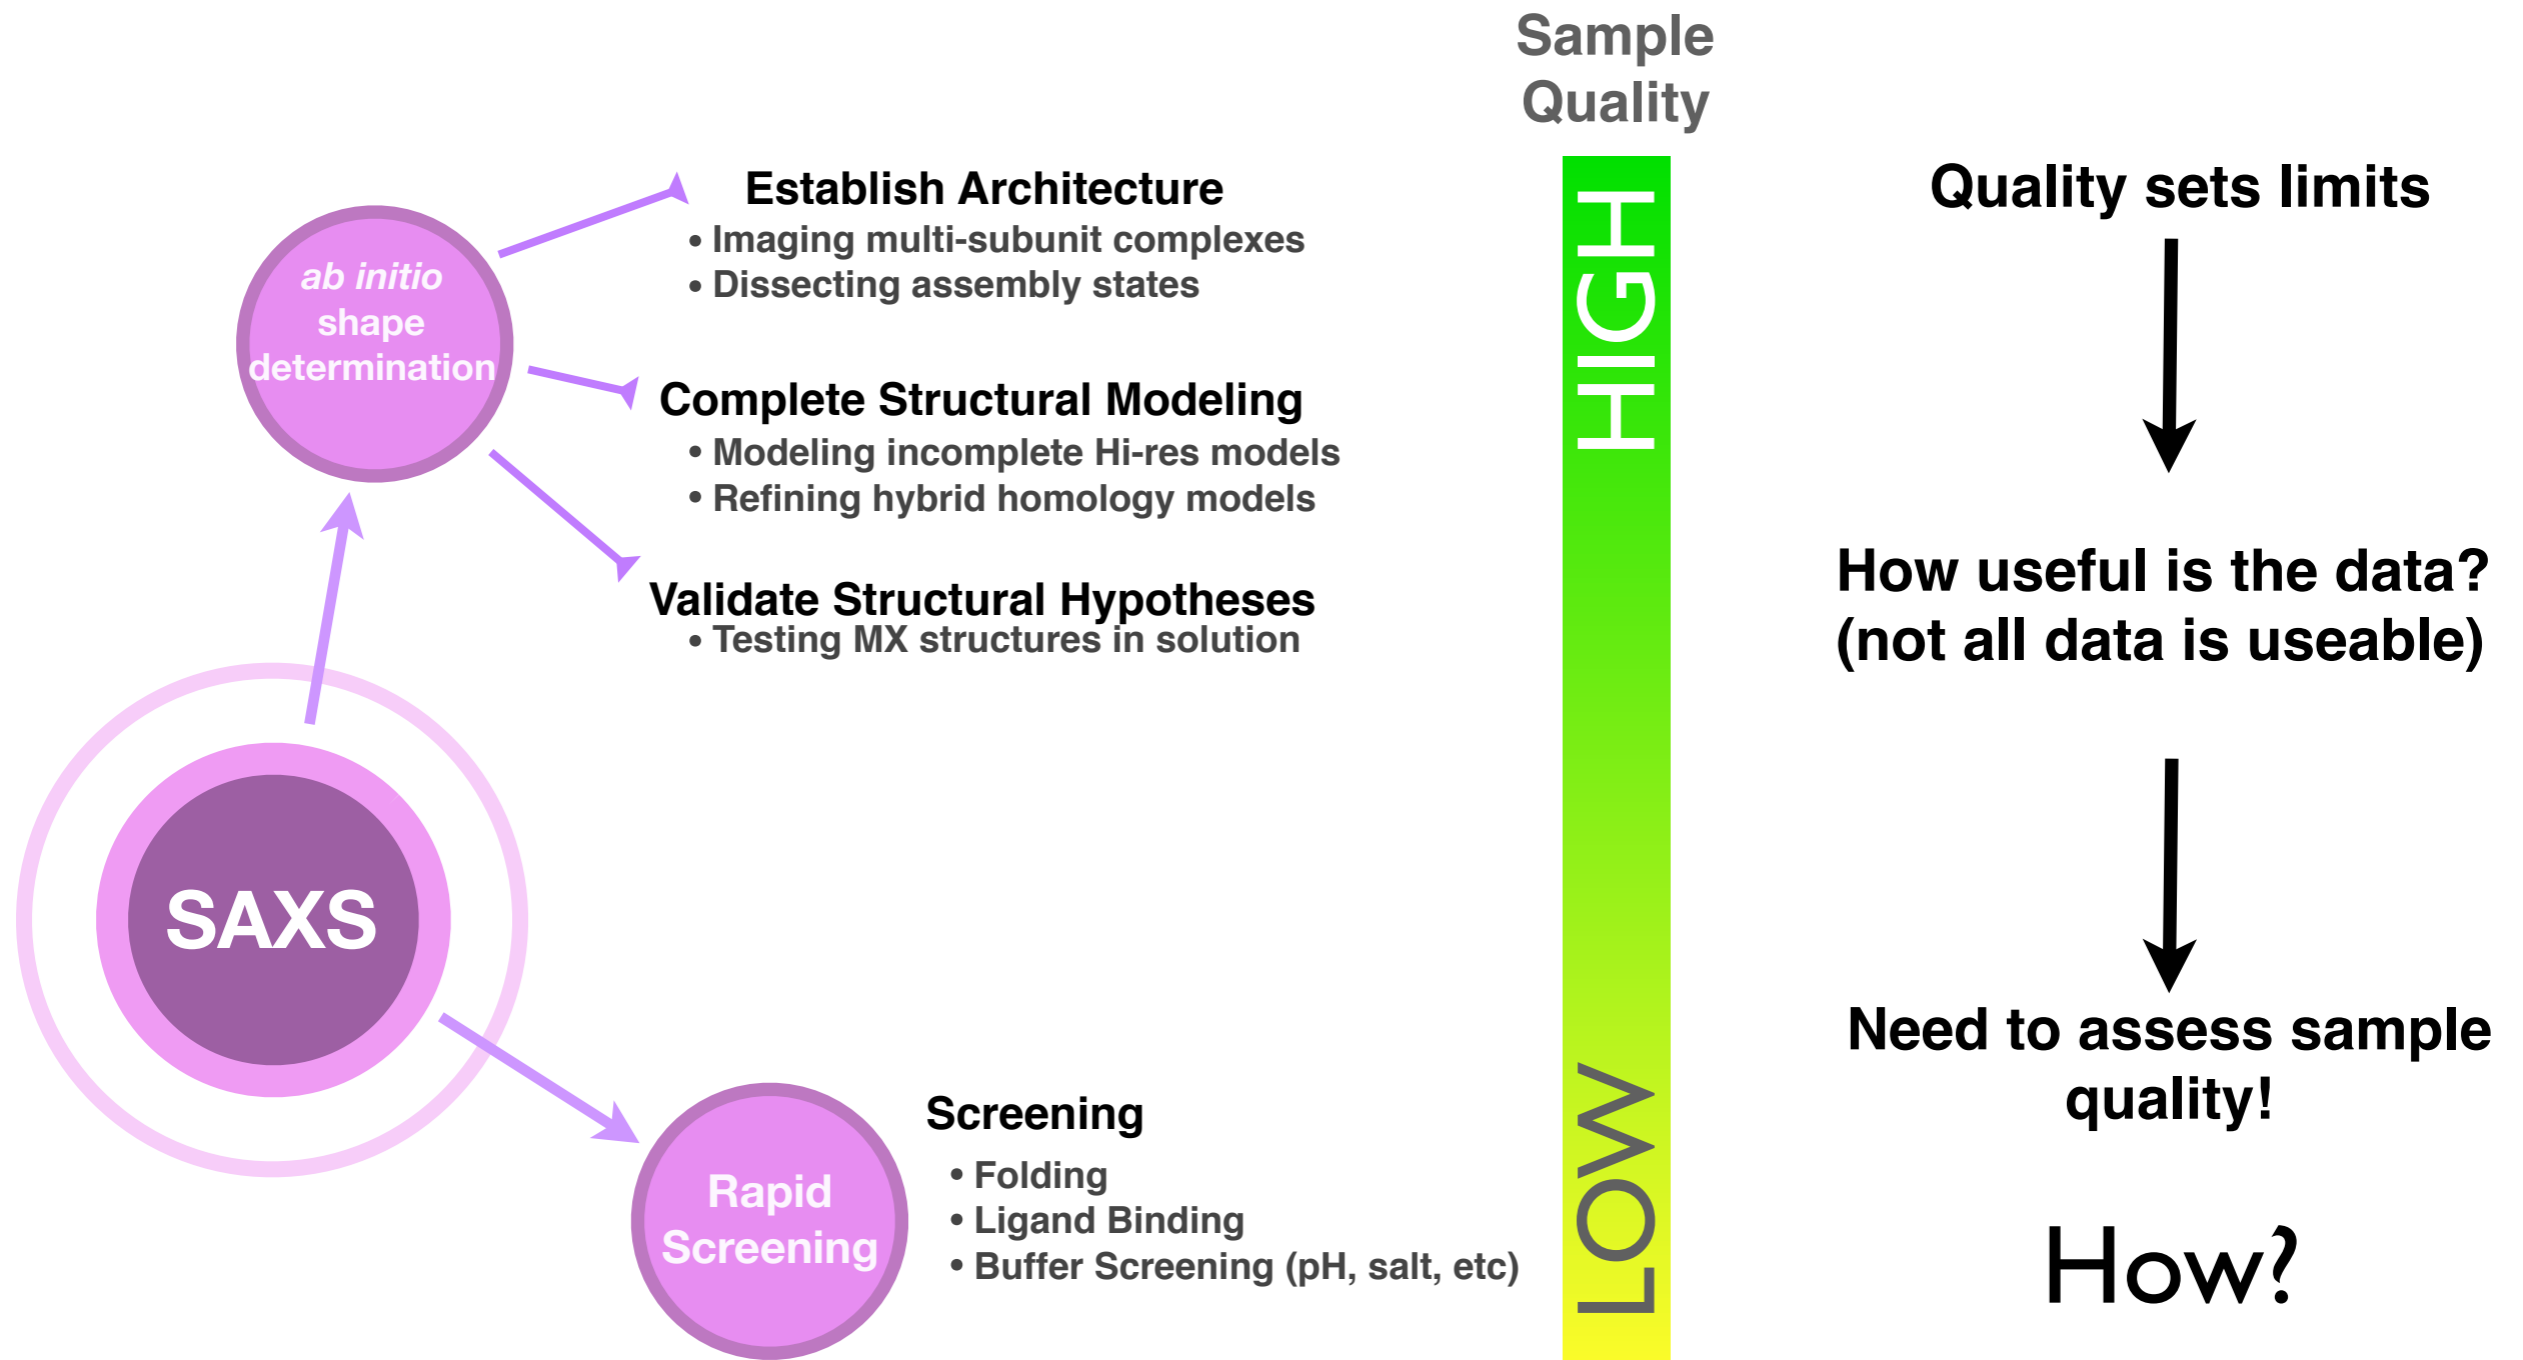 Sample
Quality
ab initio
shape
determination
Establish Architecture
• Imaging multi-subunit complexes
• Dissecting assembly states
Complete Structural Modeling
• Modeling incomplete Hi-res models
• Refining hybrid homology models
Validate Structural Hypotheses
• Testing MX structures in solution
SAXS
Rapid
Screening
Screening
• Folding
• Ligand Binding
• Buffer Screening (pH, salt, etc)
HIGH
LOW
Quality sets limits
How useful is the data?
(not all data is useable)
Need to assess sample
quality!
How?